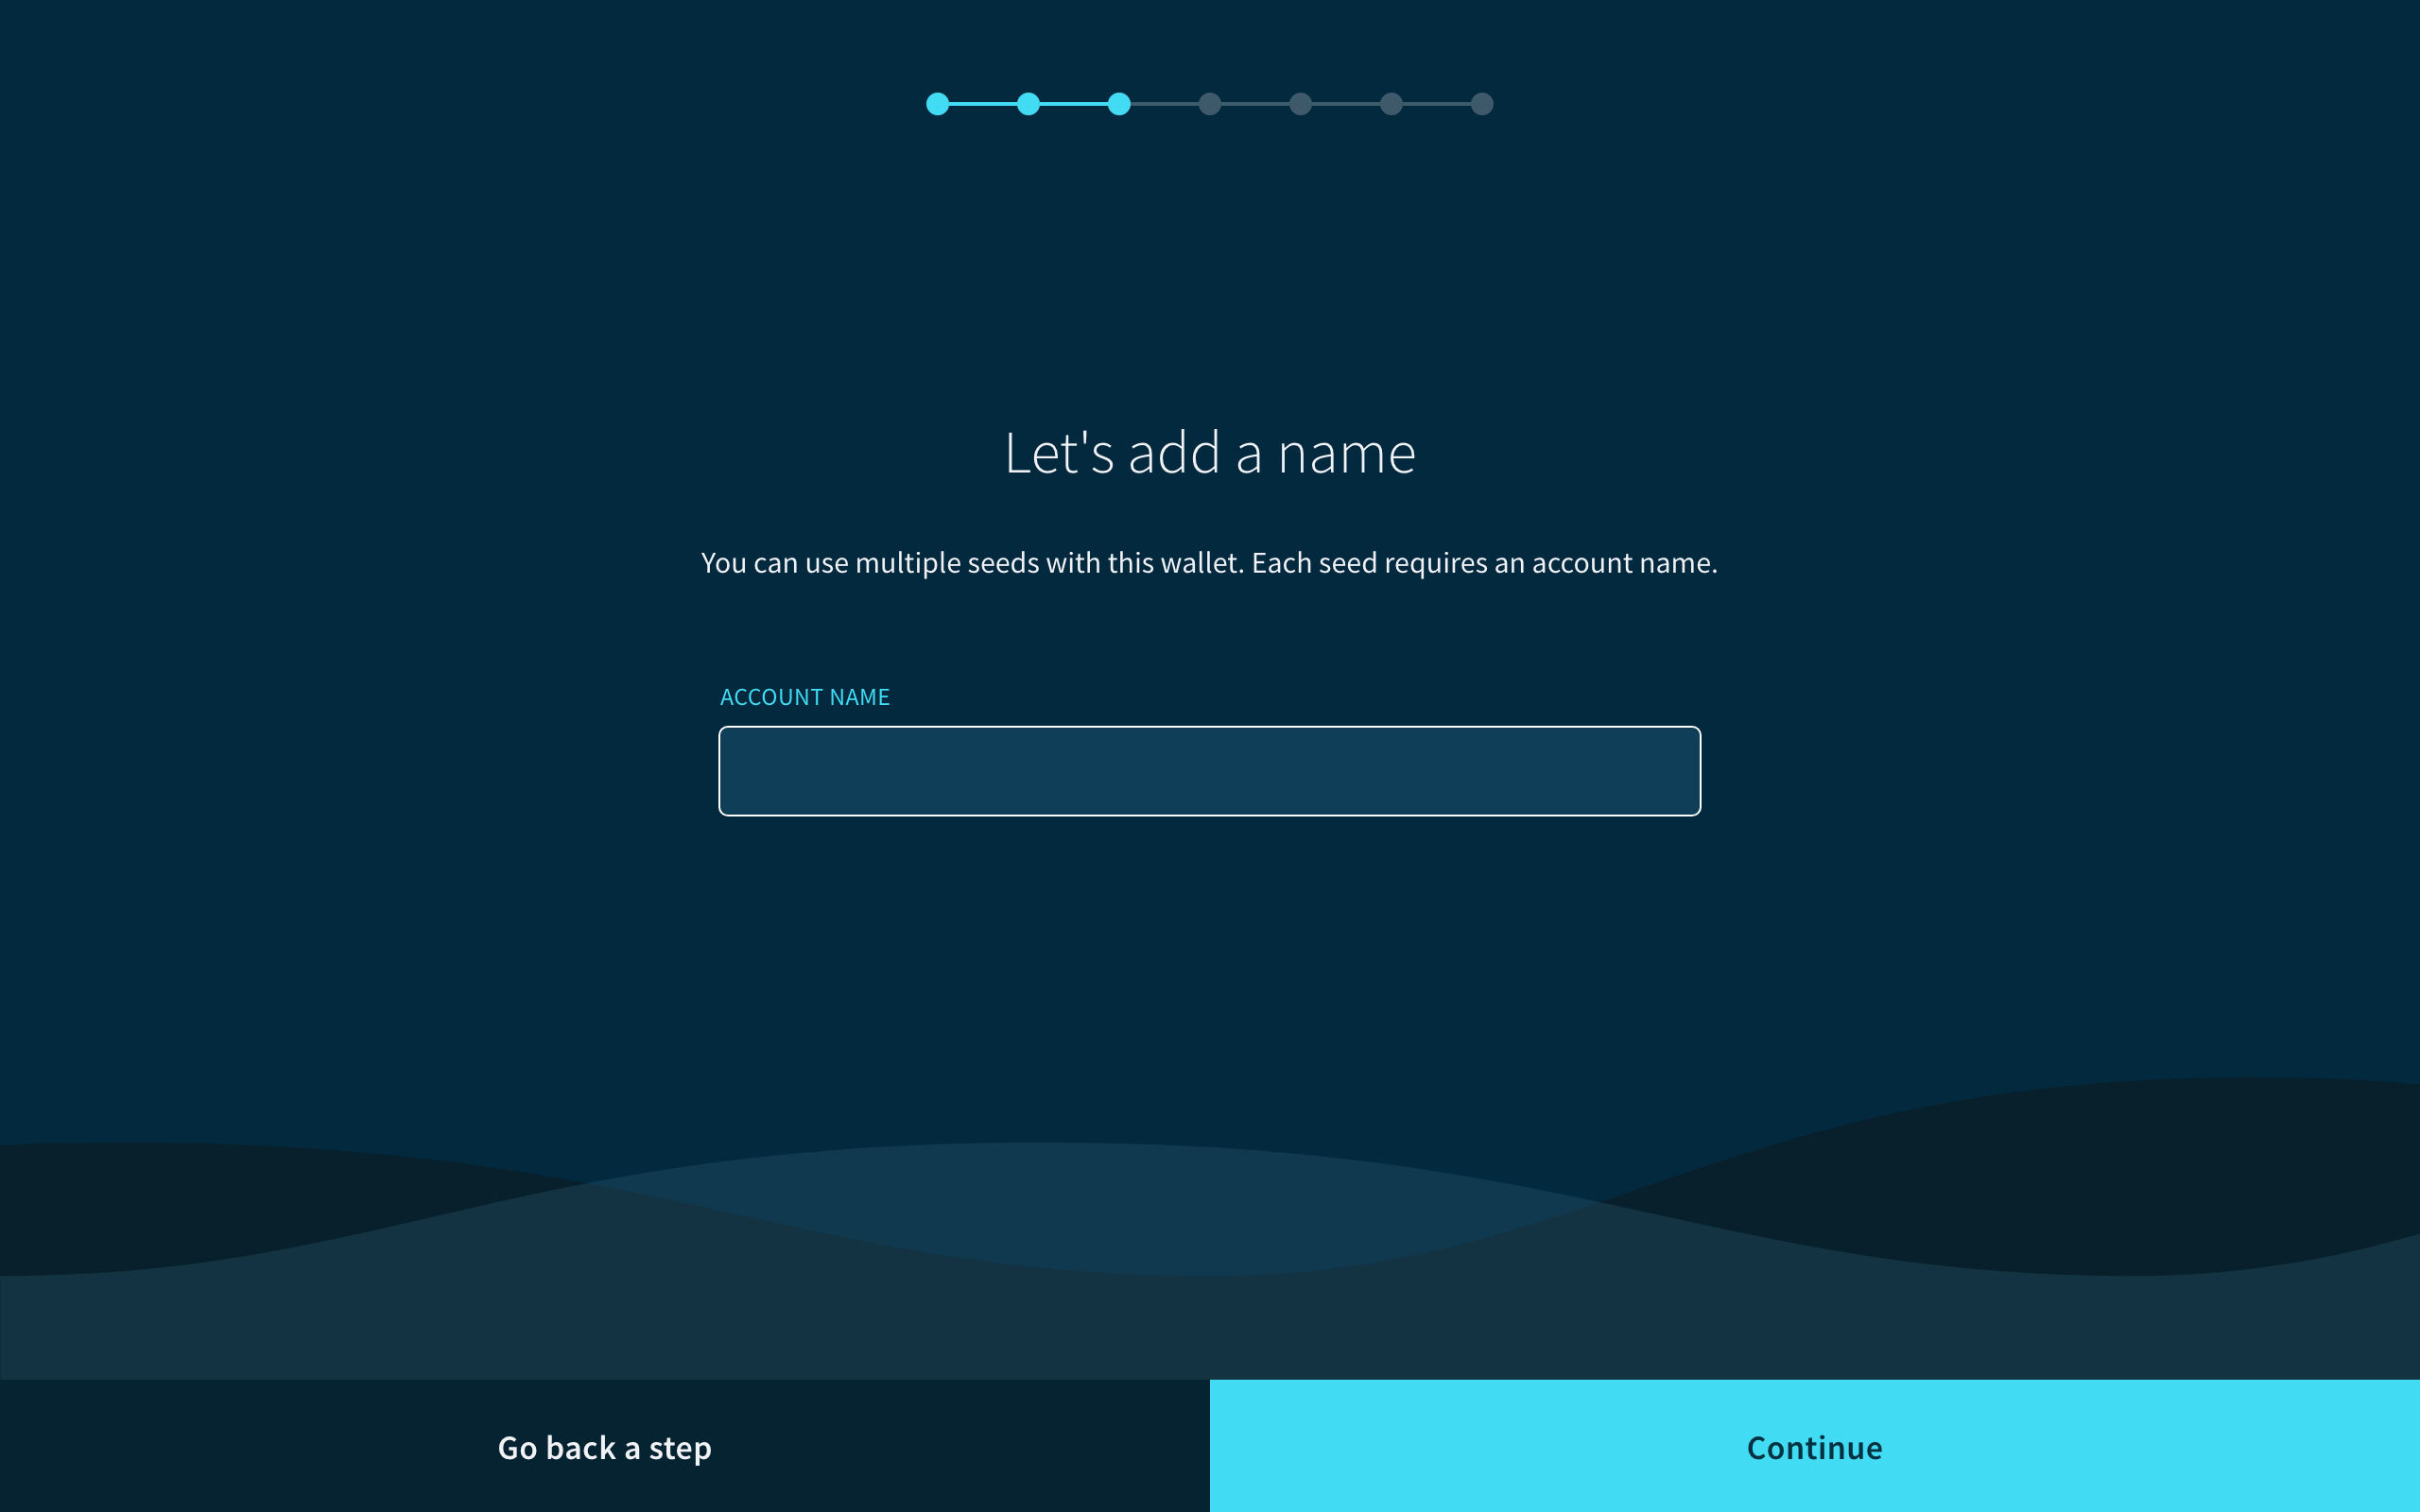 Let's add a name
You can use multiple seeds with this wallet. Each seed requires an account name.
ACCOUNT NAME
Go back a step
Continue